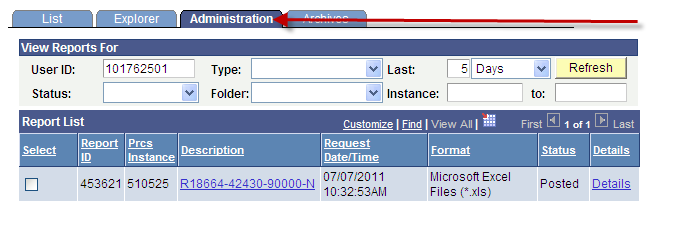 List Explorer Administration Archives
View Reports For
User ID: 101762501 Type: Last: 5 Days Refresh
Status: Folder: Instance: to:
Report List Customize | Find | View All | First 1 of 1 Last
Select Report ID Prcs Instance Description Request Date/Time Format Status Details
453621 510525 R18664-42430-90000-N 07/07/2011 10:32:53AM Microsoft Excel Files (*.xls) Posted Details